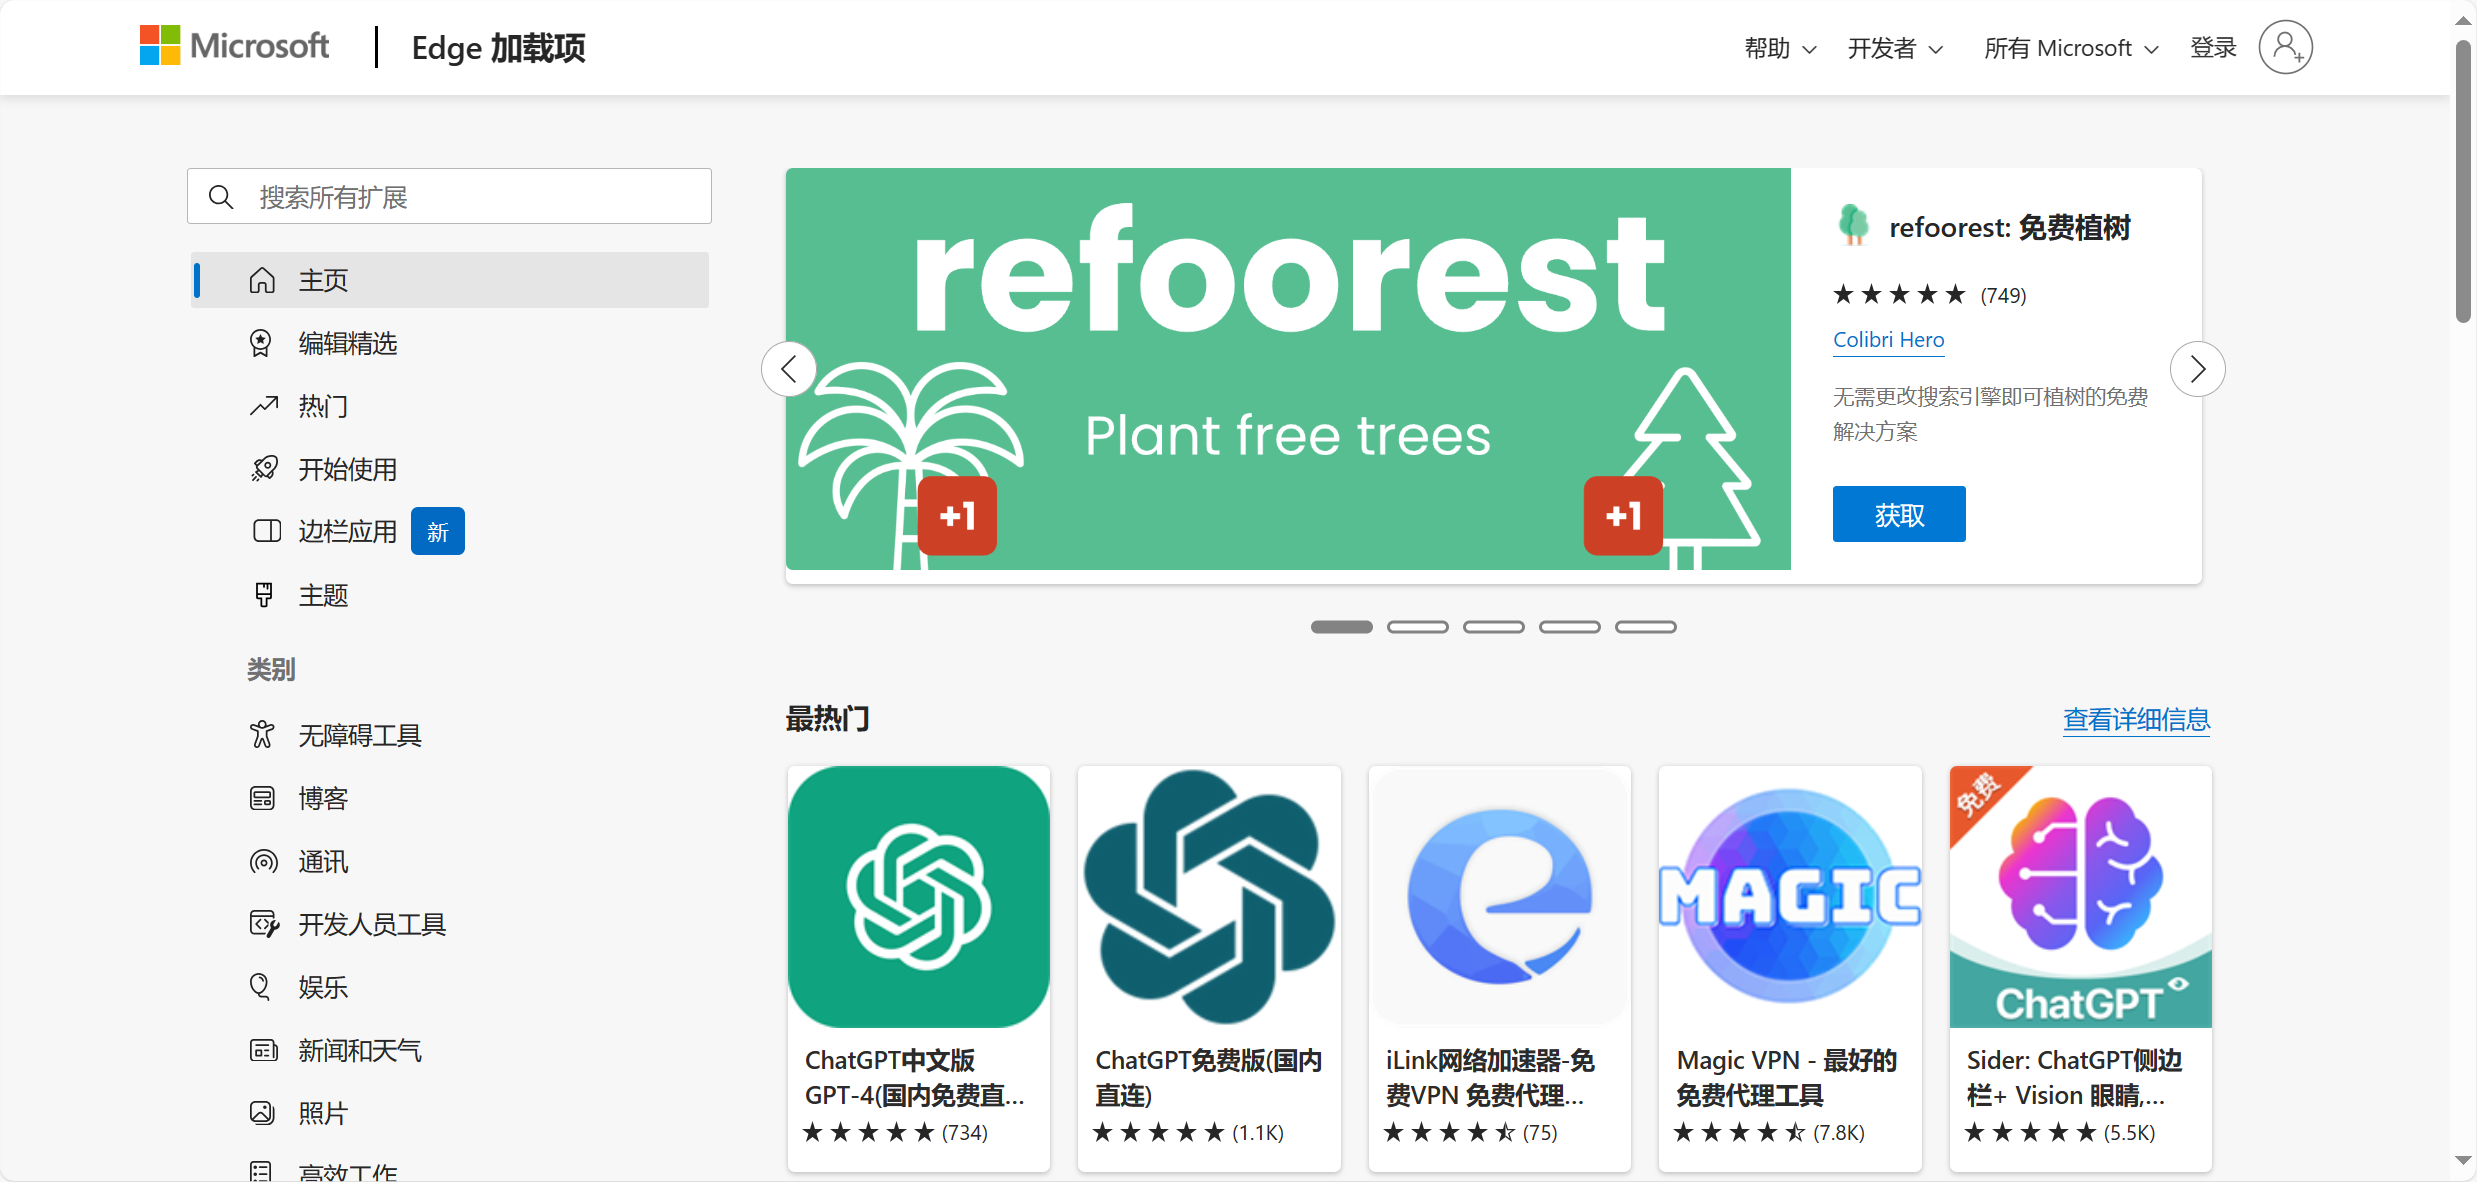 Microsoft
Edge 加载项
帮助
开发者
所有 Microsoft
登录
搜索所有扩展
主页
编辑精选
热门
开始使用
边栏应用
新
主题
类别
无障碍工具
博客
通讯
开发人员工具
娱乐
新闻和天气
照片
高效工作
refoorest
Plant free trees
+1
+1
refoorest: 免费植树
(749)
Colibri Hero
无需更改搜索引擎即可植树的免费
解决方案
获取
最热门
查看详细信息
ChatGPT中文版
GPT-4(国内免费直...
(734)
ChatGPT免费版(国内
直连)
(1.1K)
iLink网络加速器-免
费VPN 免费代理...
(75)
MAGIC
Magic VPN - 最好的
免费代理工具
(7.8K)
免费
ChatGPT
Sider: ChatGPT侧边
栏+ Vision 眼睛,...
(5.5K)